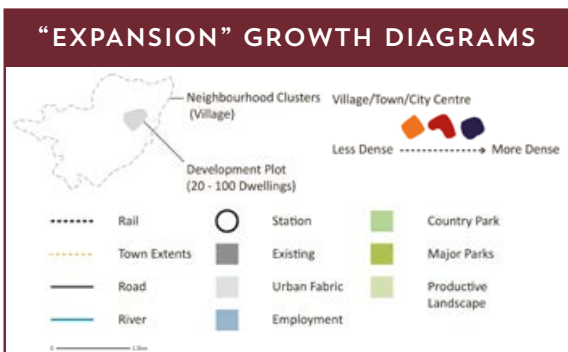 “EXPANSION” GROWTH DIAGRAMS
Neighbourhood Clusters
(Village)
Village/Town/City Centre
Less Dense
More Dense
Development Plot
(20 - 100 Dwellings)
Rail
Station
Country Park
Town Extents
Existing
Major Parks
Road
Urban Fabric
Productive
Landscape
River
Employment
0